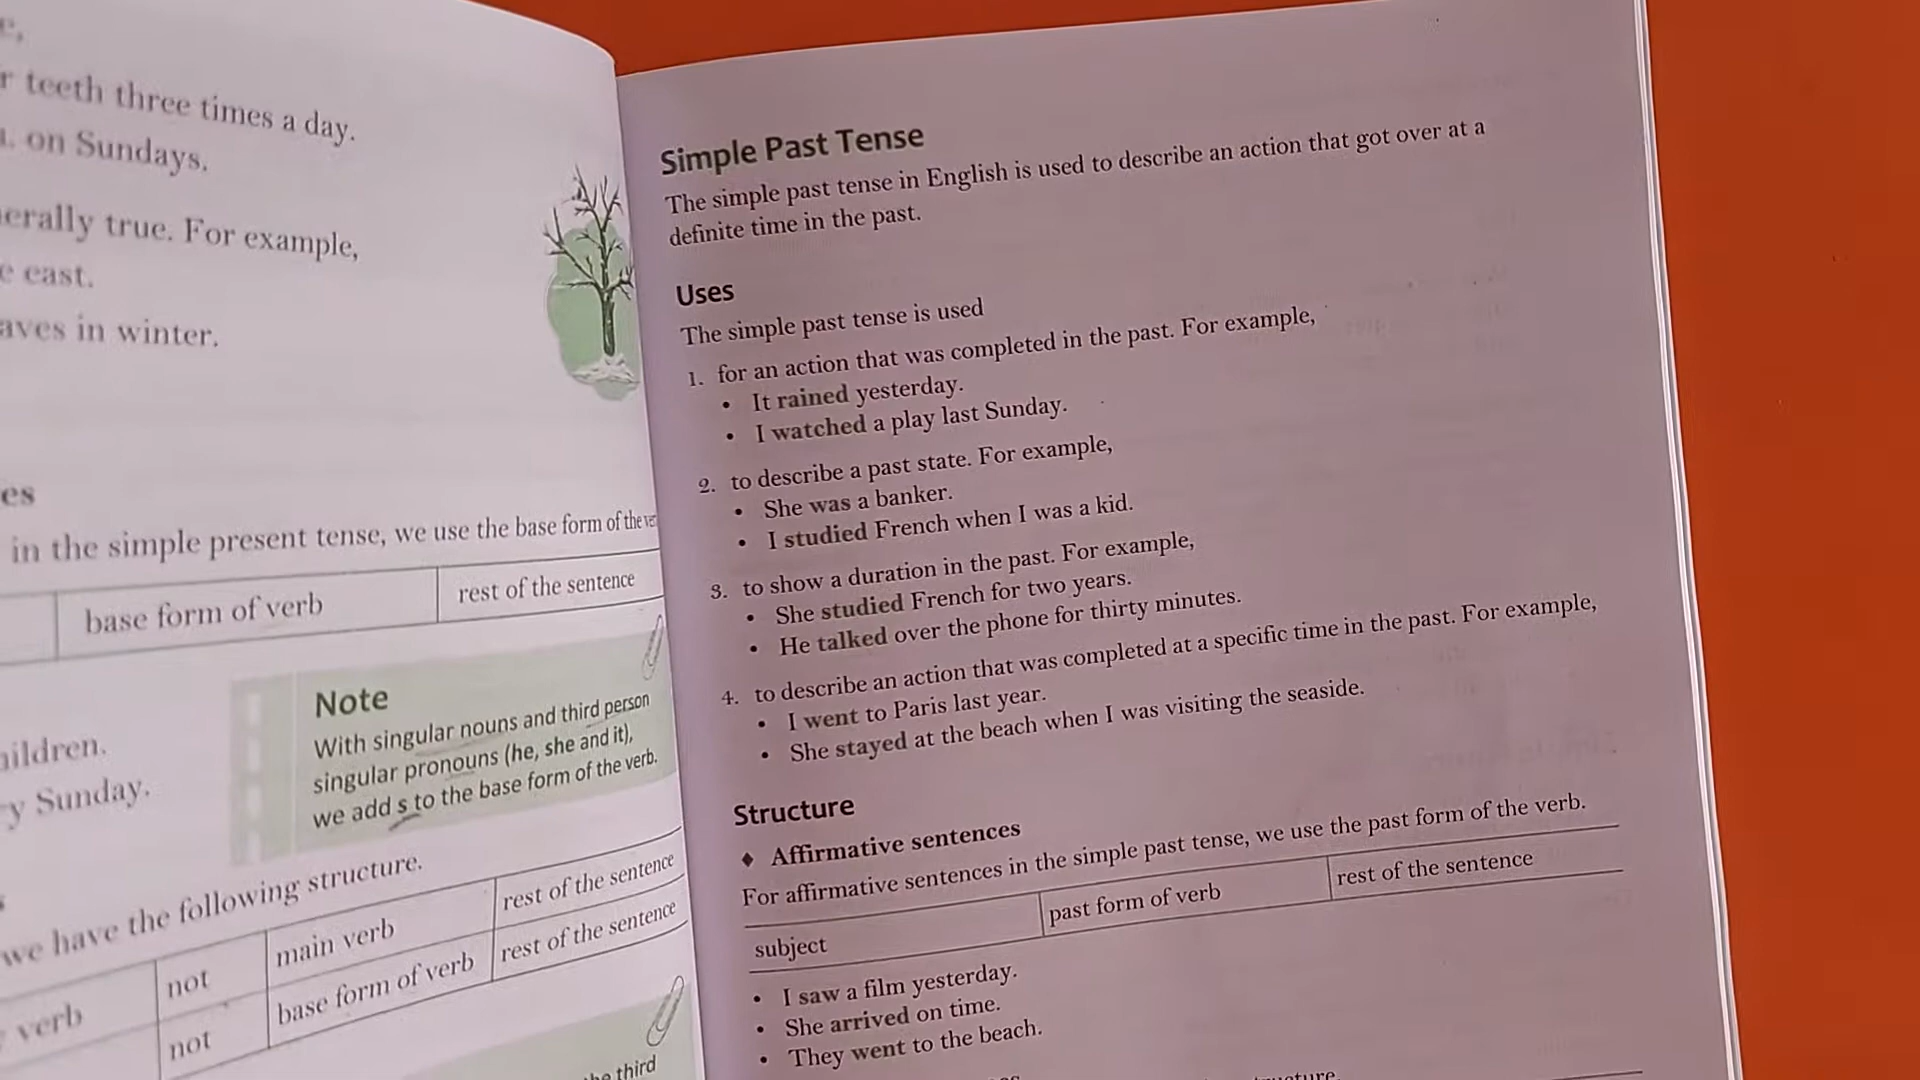 teeth three times a day.
on Sundays.
true. For example,
east.
in winter.
in the simple present tense, we use the base form of the
base form of verb
rest of the sentence
Note
With singular nouns and third person
singular pronouns (he, she and it),
we add s to the base form of the verb.
Sunday.
we have the following structure.
not
main verb
rest of the sentence
verb
not
base form of verb
rest of the sentence
third
Simple Past Tense
The simple past tense in English is used to describe an action that got over at a
definite time in the past.
Uses
The simple past tense is used
1. for an action that was completed in the past. For example,
• It rained yesterday.
• I watched a play last Sunday.
2. to describe a past state. For example,
• She was a banker.
• I studied French when I was a kid.
3. to show a duration in the past. For example,
• She studied French for two years.
• He talked over the phone for thirty minutes.
4. to describe an action that was completed at a specific time in the past. For example,
• I went to Paris last year.
• She stayed at the beach when I was visiting the seaside.
Structure
♦ Affirmative sentences
For affirmative sentences in the simple past tense, we use the past form of the verb.
subject
past form of verb
rest of the sentence
• I saw a film yesterday.
• She arrived on time.
• They went to the beach.